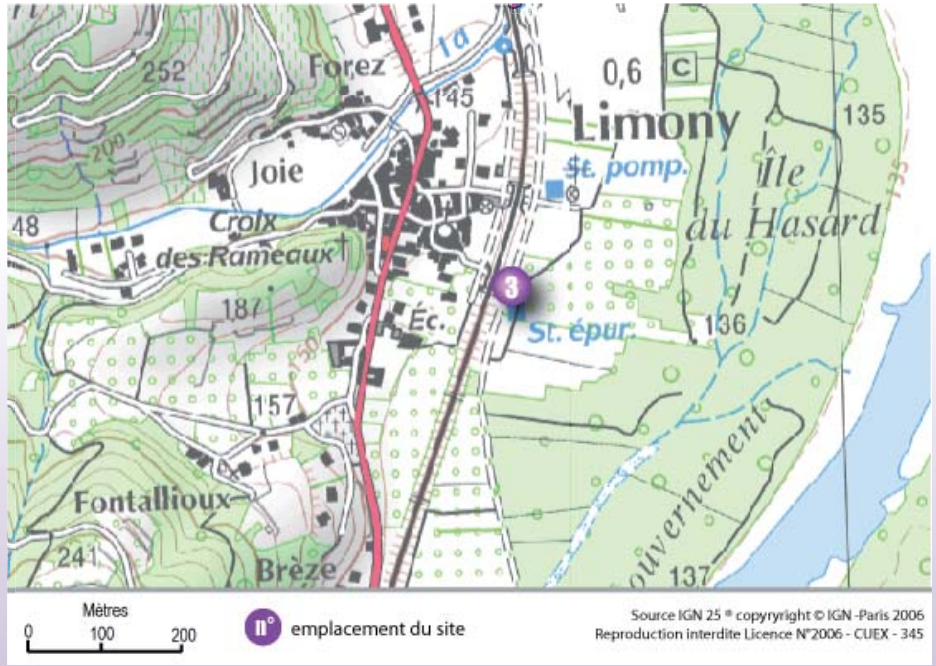 252
Forez
la
145
0,6
C
Limony
135
Joie
200
St. pomp.
Île
du Hasard
48
Croix
des Rameaux
3
187
Éc.
St. épur.
136
157
Fontallioux
241
Brèze
137
Mètres
0 100 200
n° emplacement du site
Source IGN 25 ® copyryright © IGN -Paris 2006
Reproduction interdite Licence N°2006 - CUEX - 345